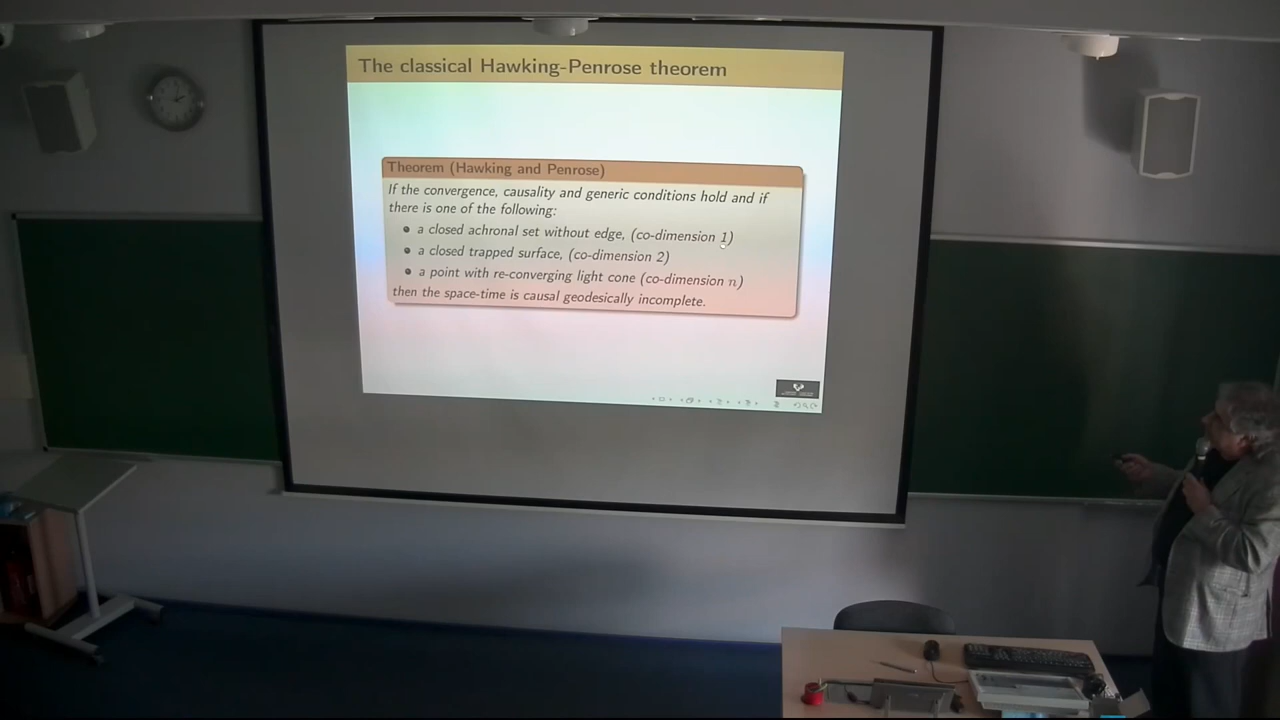 The classical Hawking-Penrose theorem
Theorem (Hawking and Penrose)
If the convergence, causality and generic conditions hold and if
there is one of the following:
a closed achronal set without edge, (co-dimension 1)
a closed trapped surface, (co-dimension 2)
a point with re-converging light cone (co-dimension n)
then the space-time is causal geodesically incomplete.